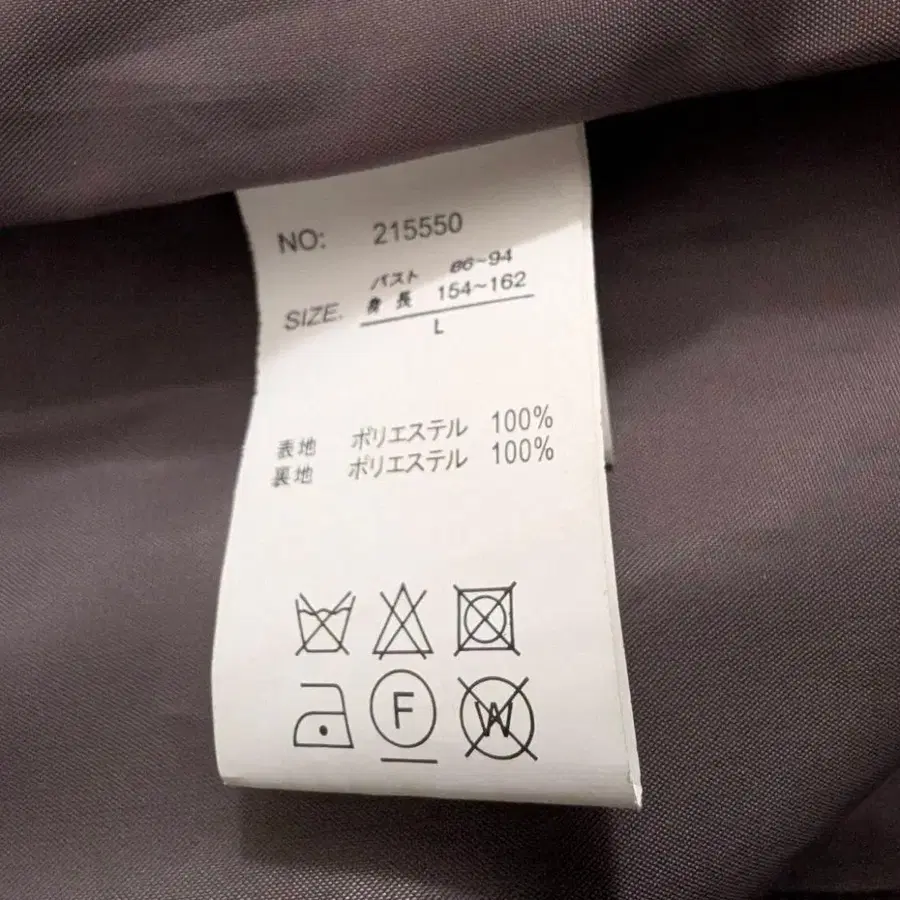 NO: 215550
バスト 86~94
SIZE. 身長 154~162
L
表地 ポリエステル 100%
裏地 ポリエステル 100%
F
W